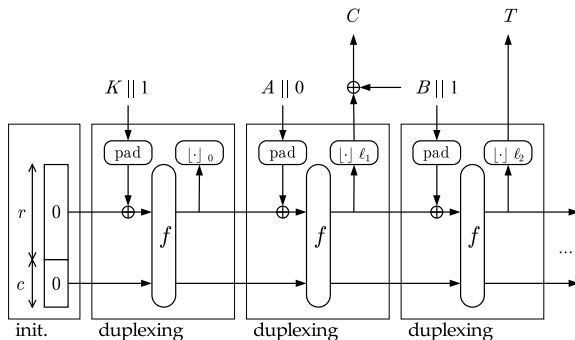 C T
K || 1 A || 0 B || 1
pad ⌊·⌋ 0 pad ⌊·⌋ ℓ1 pad ⌊·⌋ ℓ2
r 0 f f f
c 0 ...
init. duplexing duplexing duplexing